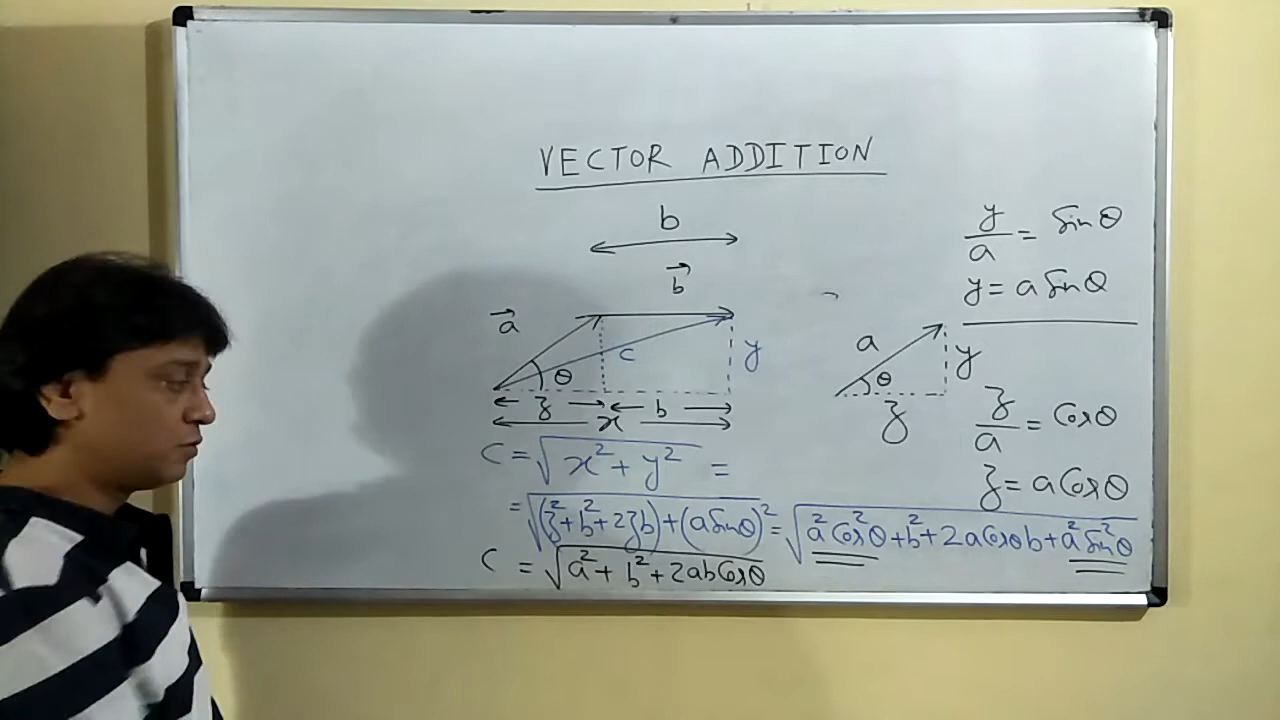 VECTOR ADDITION
b
b⃗
a⃗
c
y
θ
z b
x
C = √(x² + y²) =
= √((z² + b² + 2zb) + (a Sinθ)²) = √(a² Cos²θ + b² + 2a Cosθ b + a² Sin²θ)
C = √(a² + b² + 2ab Cosθ)
a
θ
y
z
y/a = Sinθ
y = a Sinθ
z/a = Cosθ
z = a Cosθ